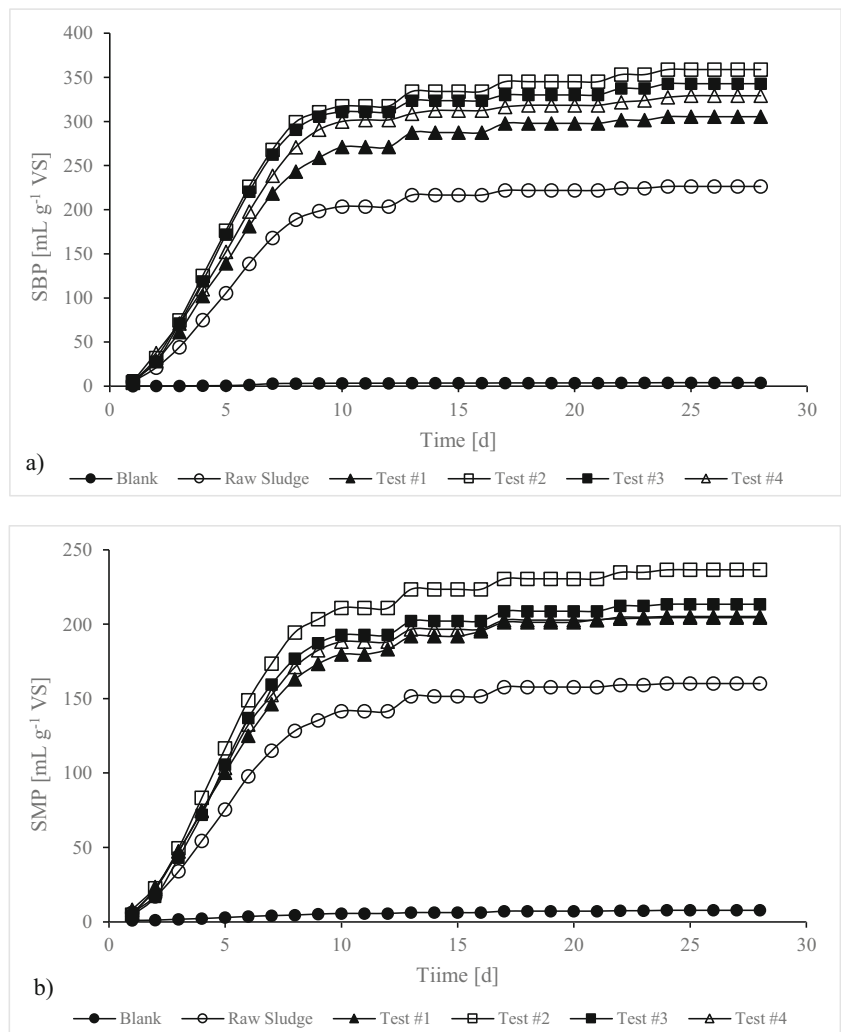 400
350
300
250
200
150
100
50
0
SBP [mL g-1 VS]
0 5 10 15 20 25 30
Time [d]
a)
Blank Raw Sludge Test #1 Test #2 Test #3 Test #4
250
200
150
100
50
0
SMP [mL g-1 VS]
0 5 10 15 20 25 30
Tiime [d]
b)
Blank Raw Sludge Test #1 Test #2 Test #3 Test #4